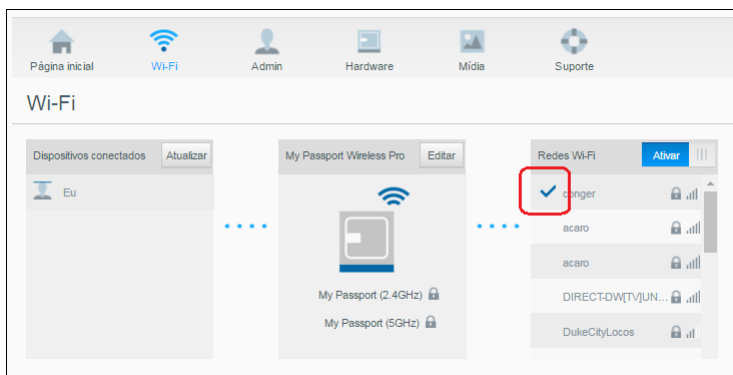 Página inicial
Wi-Fi
Admin
Hardware
Mídia
Suporte
Wi-Fi
Dispositivos conectados
Atualizar
Eu
My Passport Wireless Pro
Editar
My Passport (2.4GHz)
My Passport (5GHz)
Redes Wi-Fi
Ativar
conger
acaro
acaro
DIRECT-DW[TV]UN...
DukeCityLocos